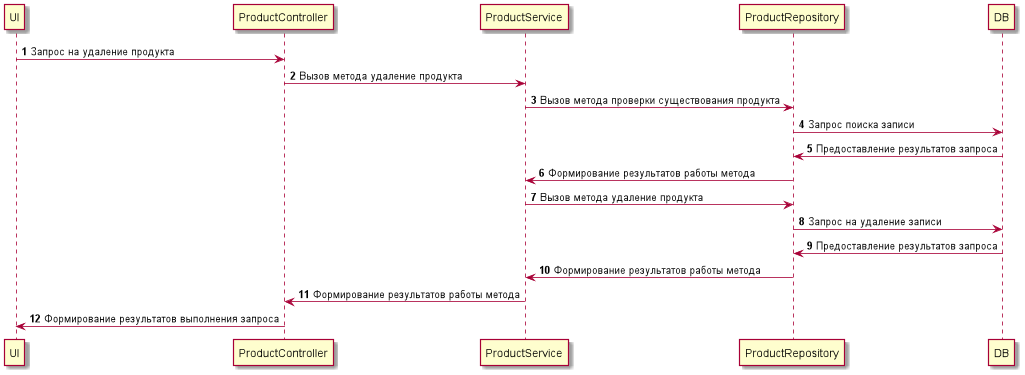 UI
ProductController
ProductService
ProductRepository
DB
1 Запрос на удаление продукта
2 Вызов метода удаление продукта
3 Вызов метода проверки существования продукта
4 Запрос поиска записи
5 Предоставление результатов запроса
6 Формирование результатов работы метода
7 Вызов метода удаление продукта
8 Запрос на удаление записи
9 Предоставление результатов запроса
10 Формирование результатов работы метода
11 Формирование результатов работы метода
12 Формирование результатов выполнения запроса
UI
ProductController
ProductService
ProductRepository
DB